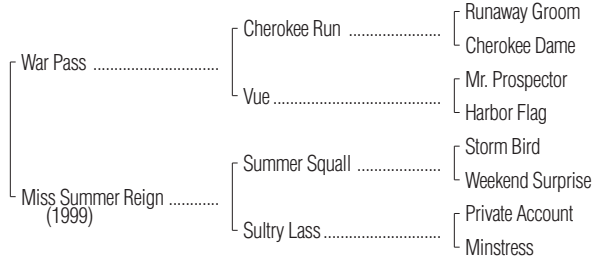 Runaway Groom
Cherokee Run ....................
Cherokee Dame
War Pass ............................
Mr. Prospector
Vue .....................................
Harbor Flag
Storm Bird
Summer Squall ..................
Weekend Surprise
Miss Summer Reign ...........
(1999)
Private Account
Sultry Lass ..........................
Minstress